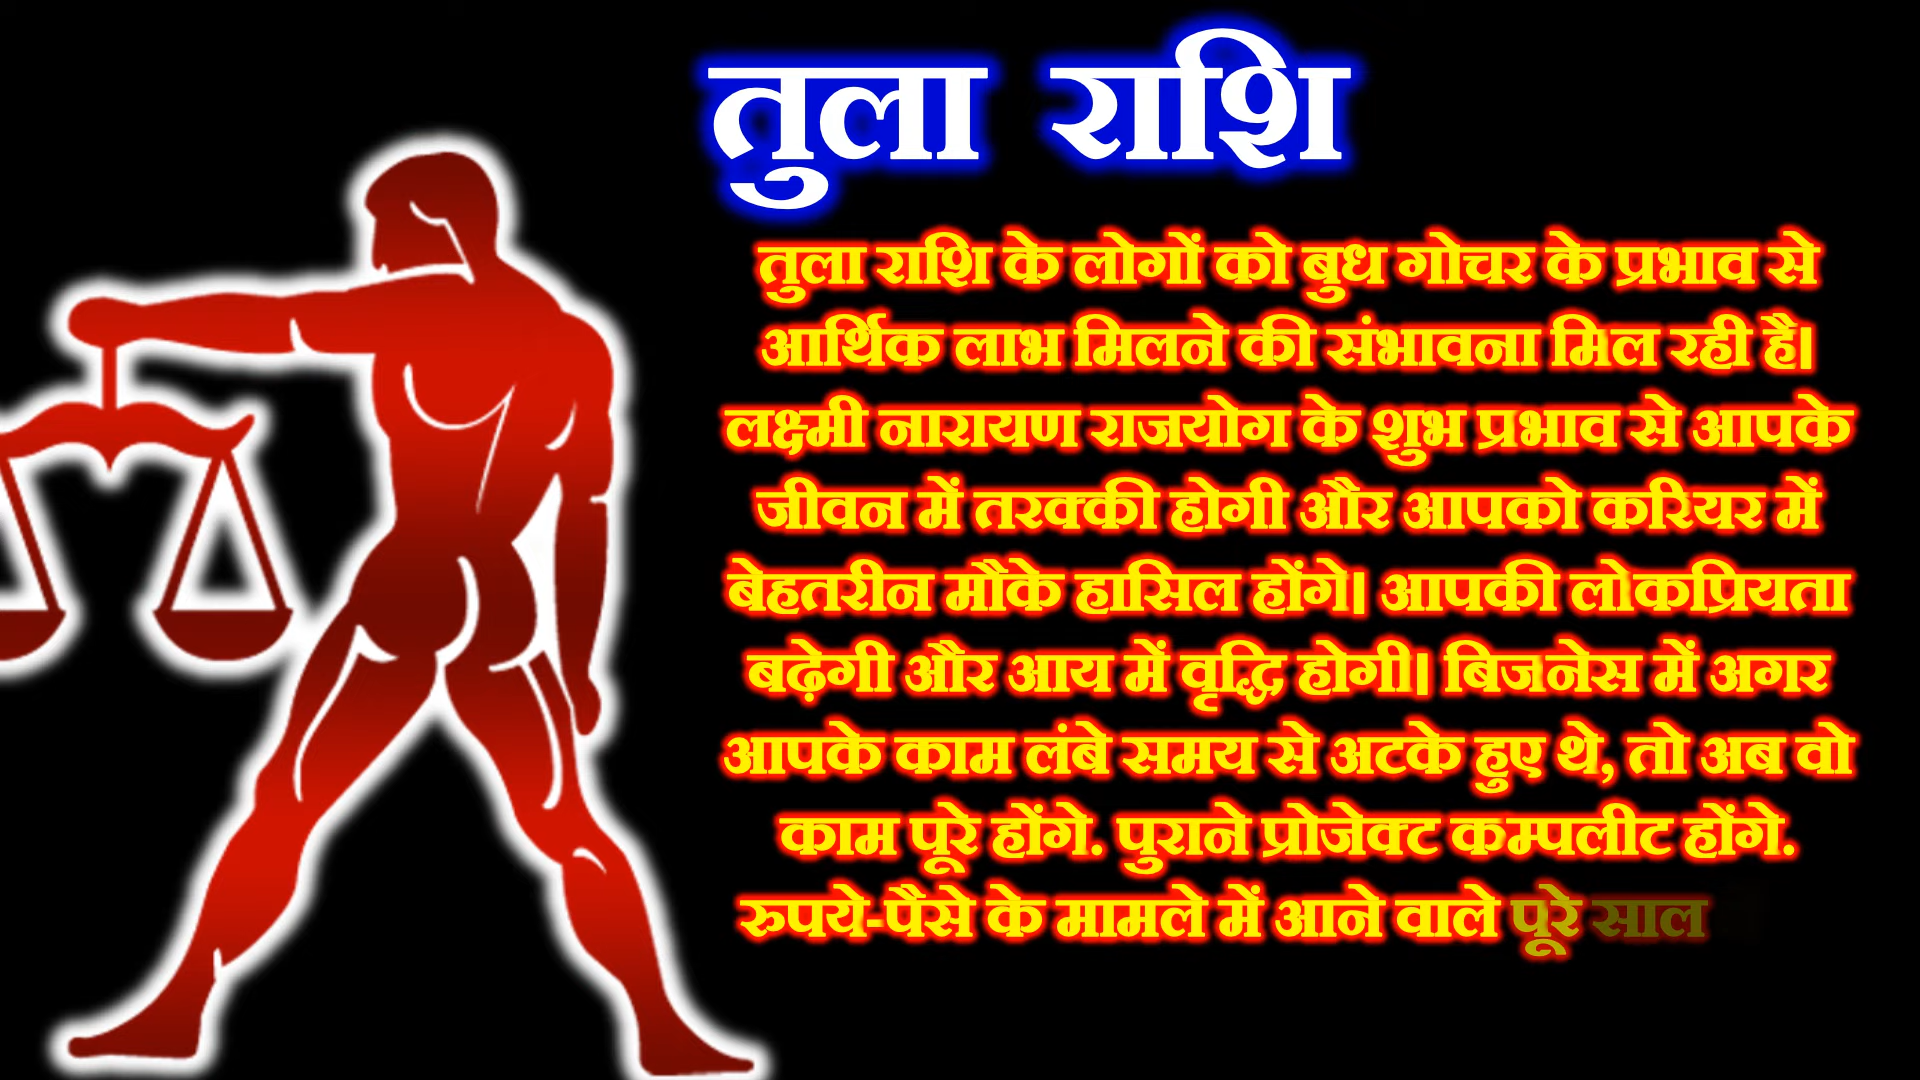 तुला राशि
तुला राशि के लोगों को बुध गोचर के प्रभाव से
आर्थिक लाभ मिलने की संभावना मिल रही है।
लक्ष्मी नारायण राजयोग के शुभ प्रभाव से आपके
जीवन में तरक्की होगी और आपको करियर में
बेहतरीन मौके हासिल होंगे। आपकी लोकप्रियता
बढ़ेगी और आय में वृद्धि होगी। बिजनेस में अगर
आपके काम लंबे समय से अटके हुए थे, तो अब वो
काम पूरे होंगे. पुराने प्रोजेक्ट कम्पलीट होंगे.
रुपये-पैसे के मामले में आने वाले पूरे साल